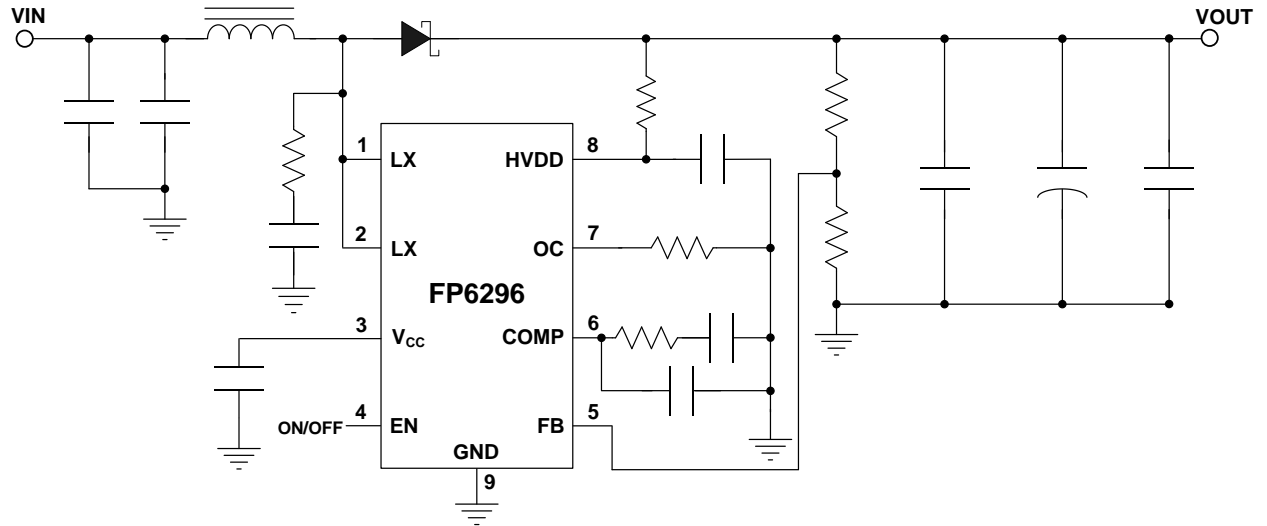 VIN
VOUT
1
LX
HVDD
8
2
LX
OC
7
FP6296
3
VCC
COMP
6
ON/OFF
4
EN
FB
5
GND
9